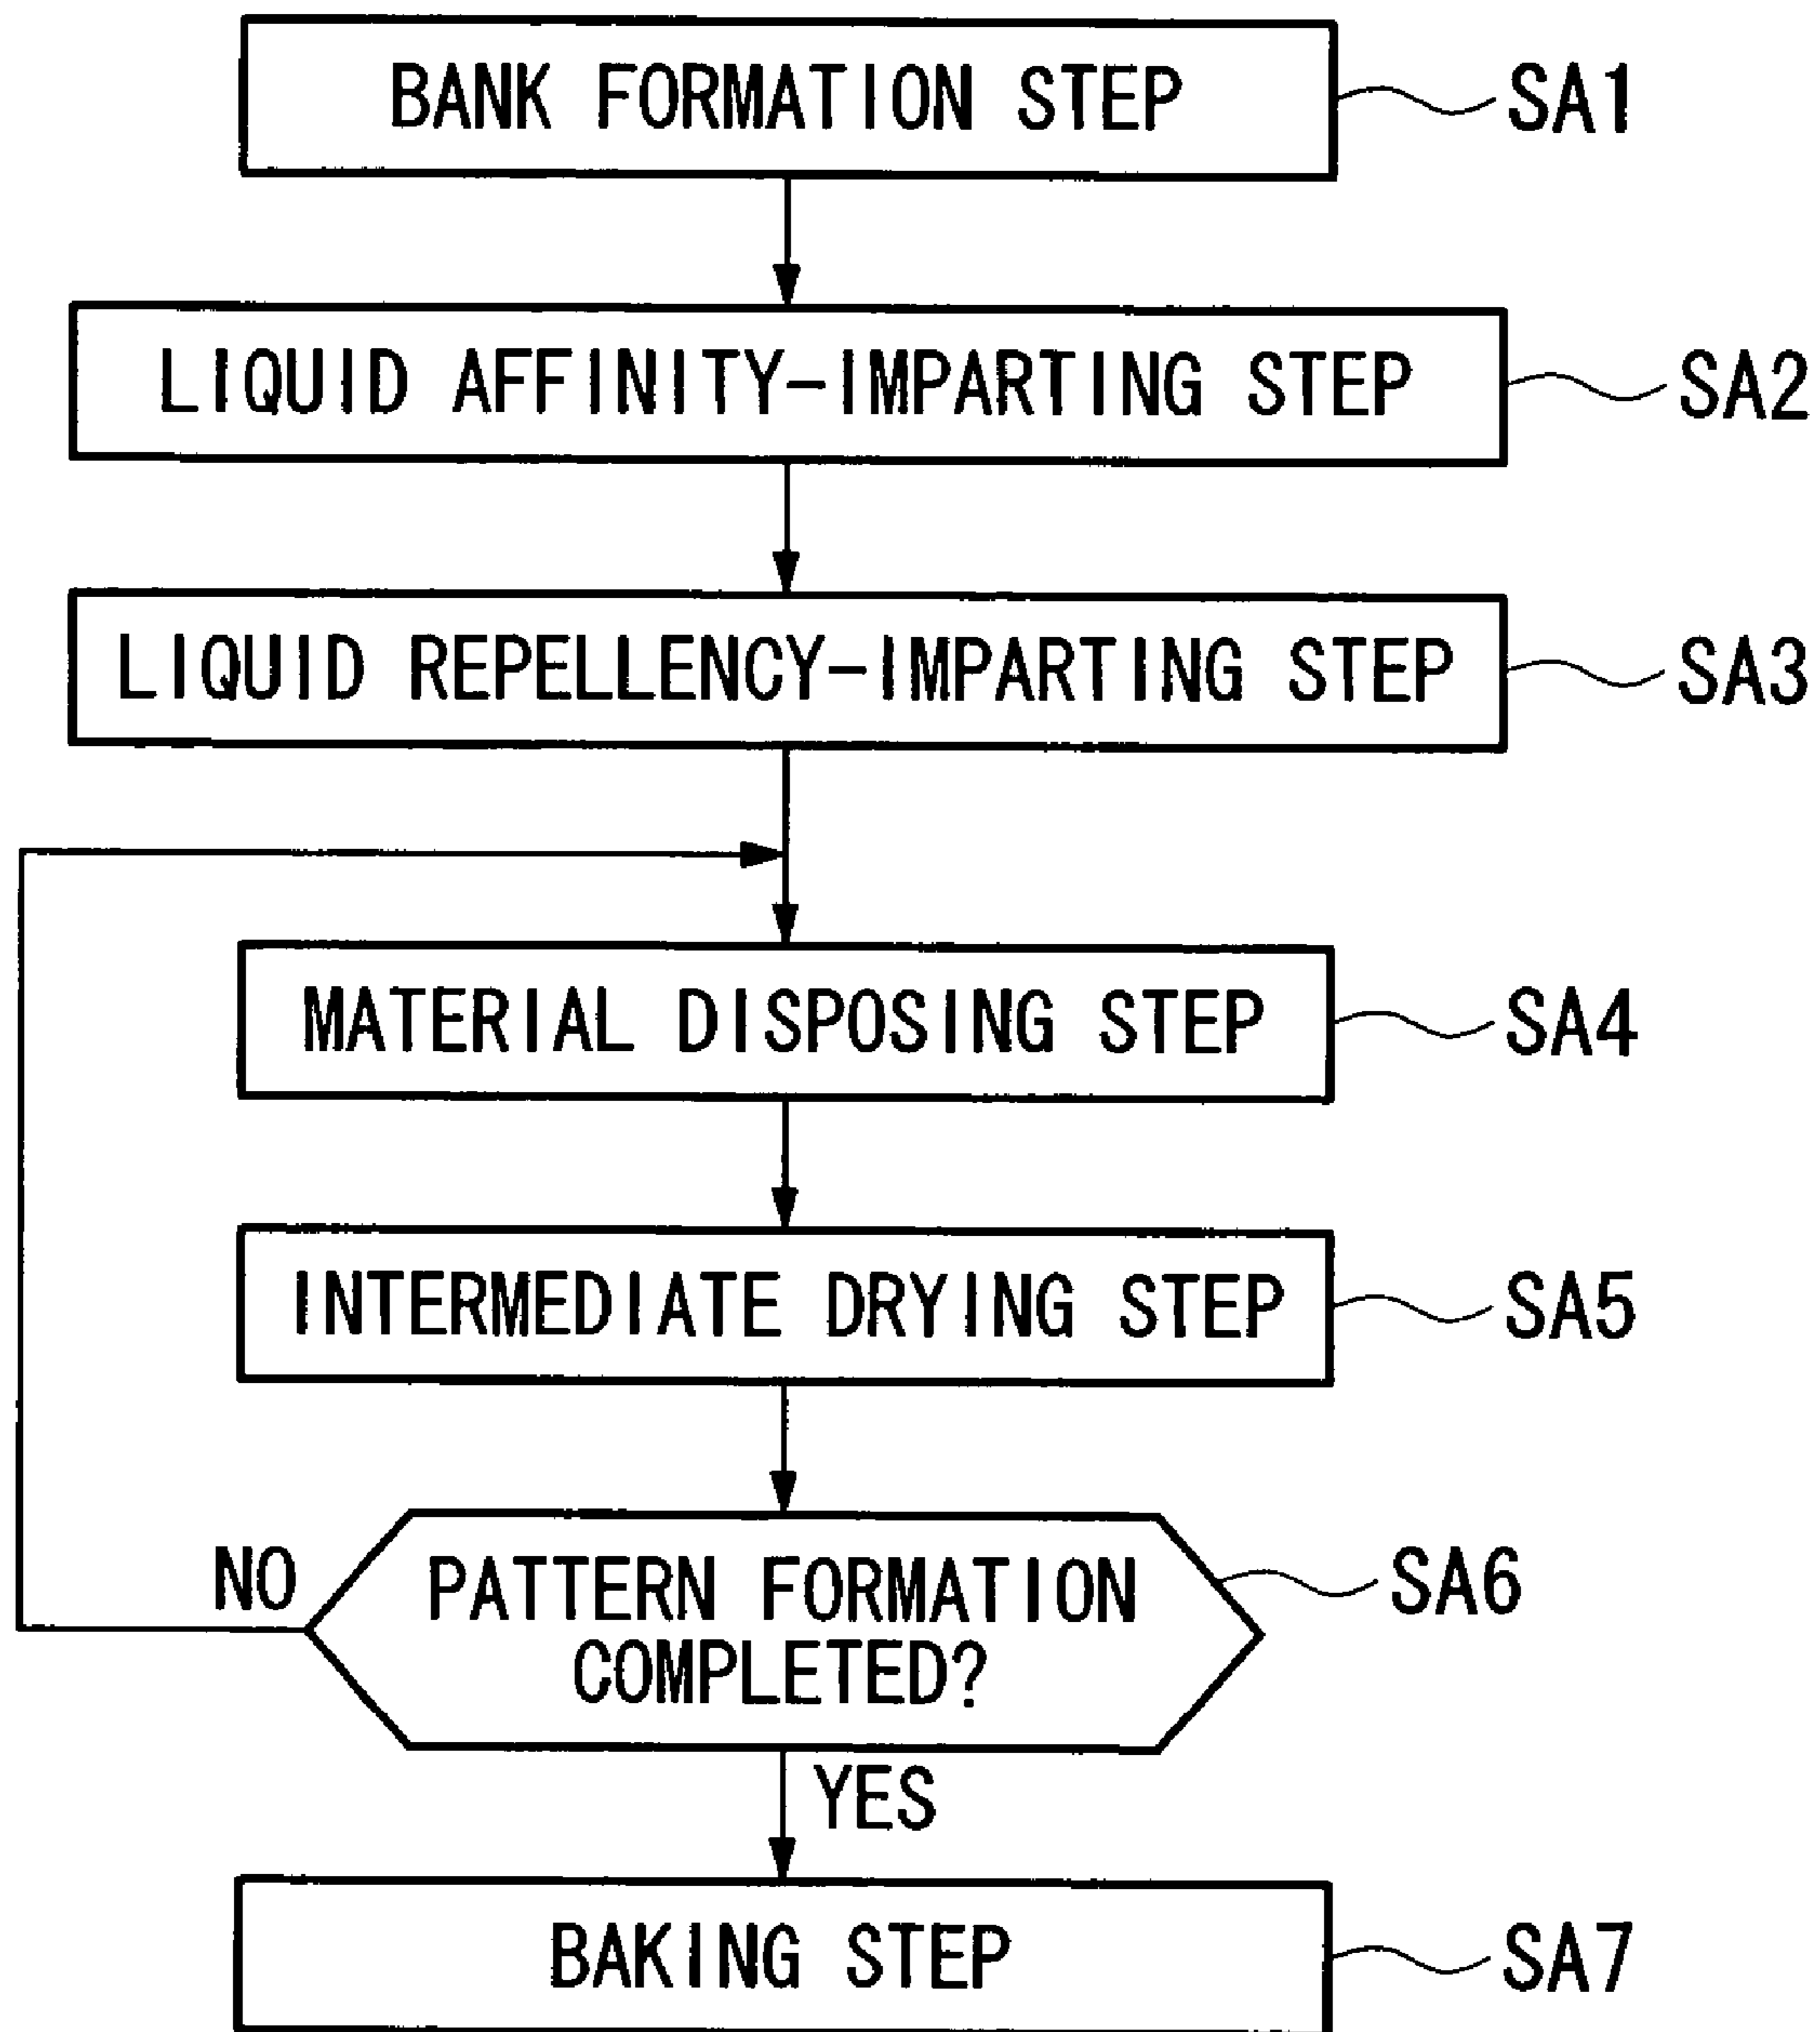 BANK FORMATION STEP SA1
LIQUID AFFINITY-IMPARTING STEP SA2
LIQUID REPELLENCY-IMPARTING STEP SA3
MATERIAL DISPOSING STEP SA4
INTERMEDIATE DRYING STEP SA5
NO PATTERN FORMATION SA6
COMPLETED?
YES
BAKING STEP SA7